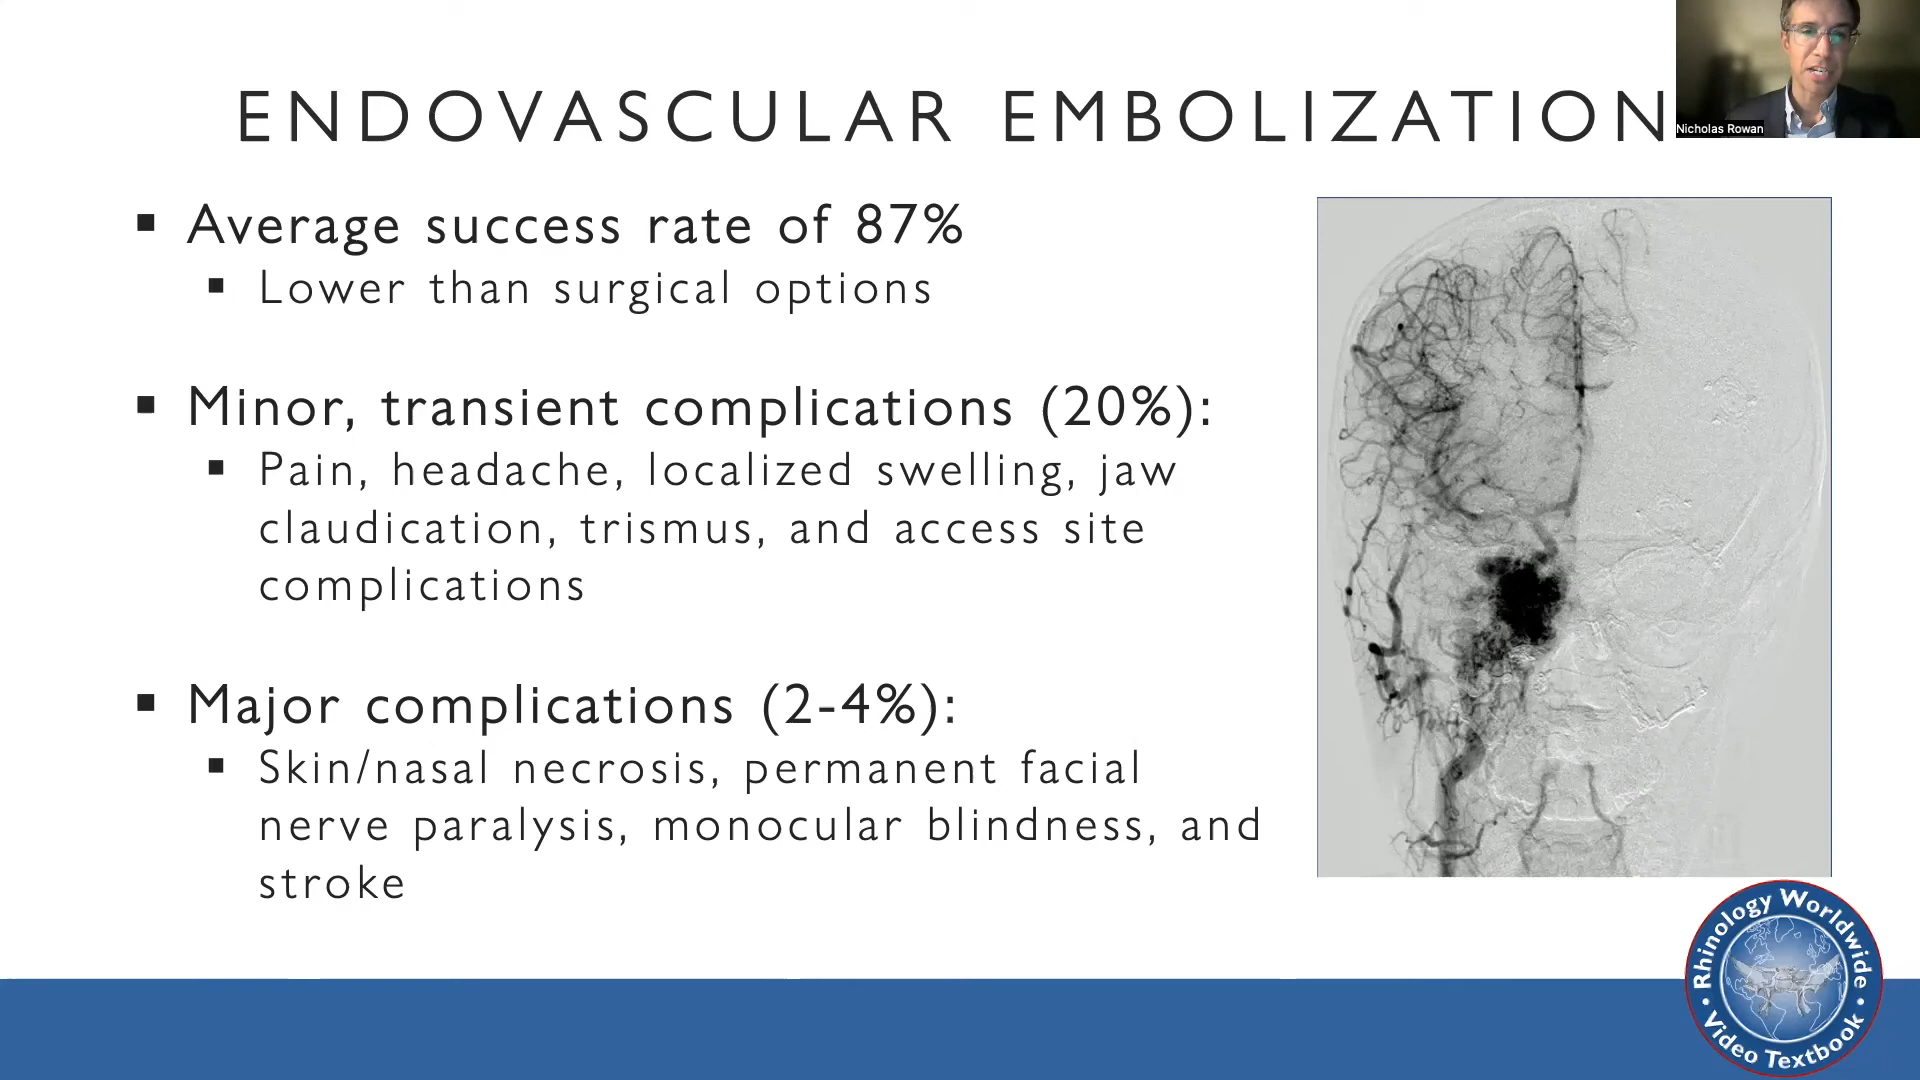 ENDOVASCULAR EMBOLIZATION
Nicholas Rowan
▪ Average success rate of 87%
▪ Lower than surgical options
▪ Minor, transient complications (20%):
▪ Pain, headache, localized swelling, jaw
claudication, trismus, and access site
complications
▪ Major complications (2-4%):
▪ Skin/nasal necrosis, permanent facial
nerve paralysis, monocular blindness, and
stroke
Rhinology Worldwide
• Video Textbook •